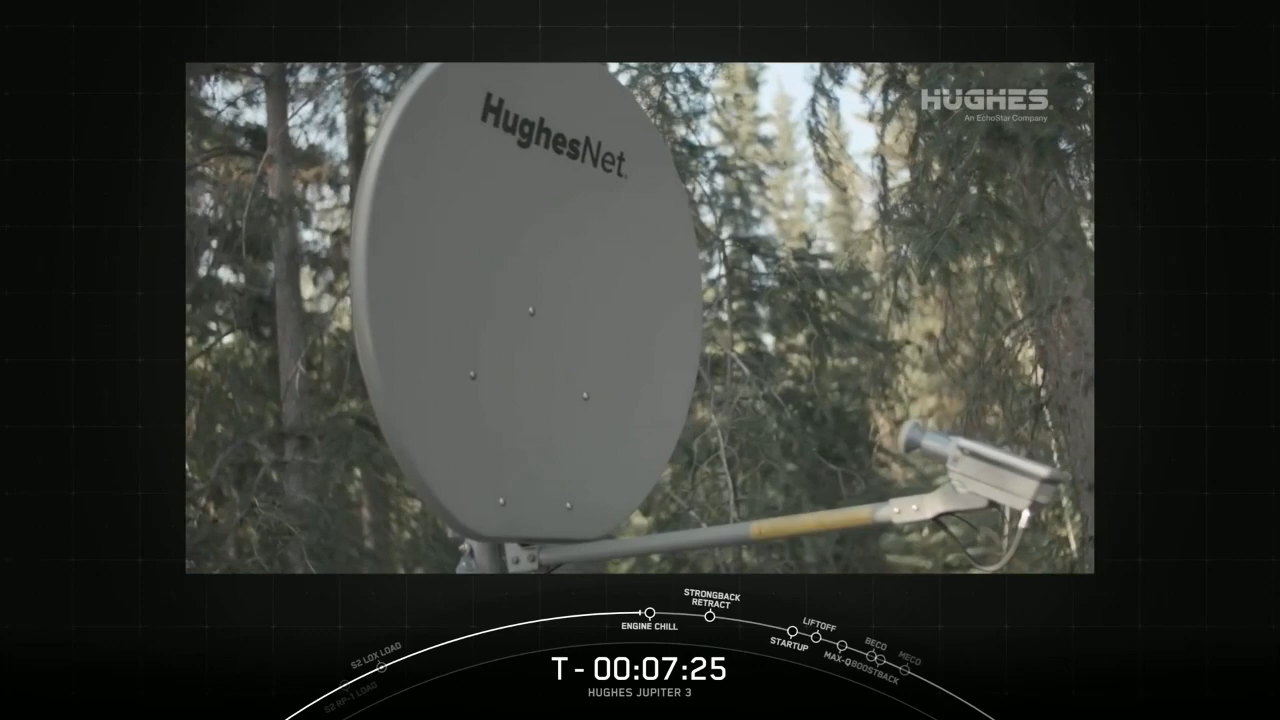 HughesNet.
HUGHES
An EchoStar Company
STRONGBACK
RETRACT
ENGINE CHILL
LIFTOFF
STARTUP
MAX-Q
BECO
BOOSTBACK
MECO
S2 LOX LOAD
S2 RP-1 LOAD
T- 00:07:25
HUGHES JUPITER 3